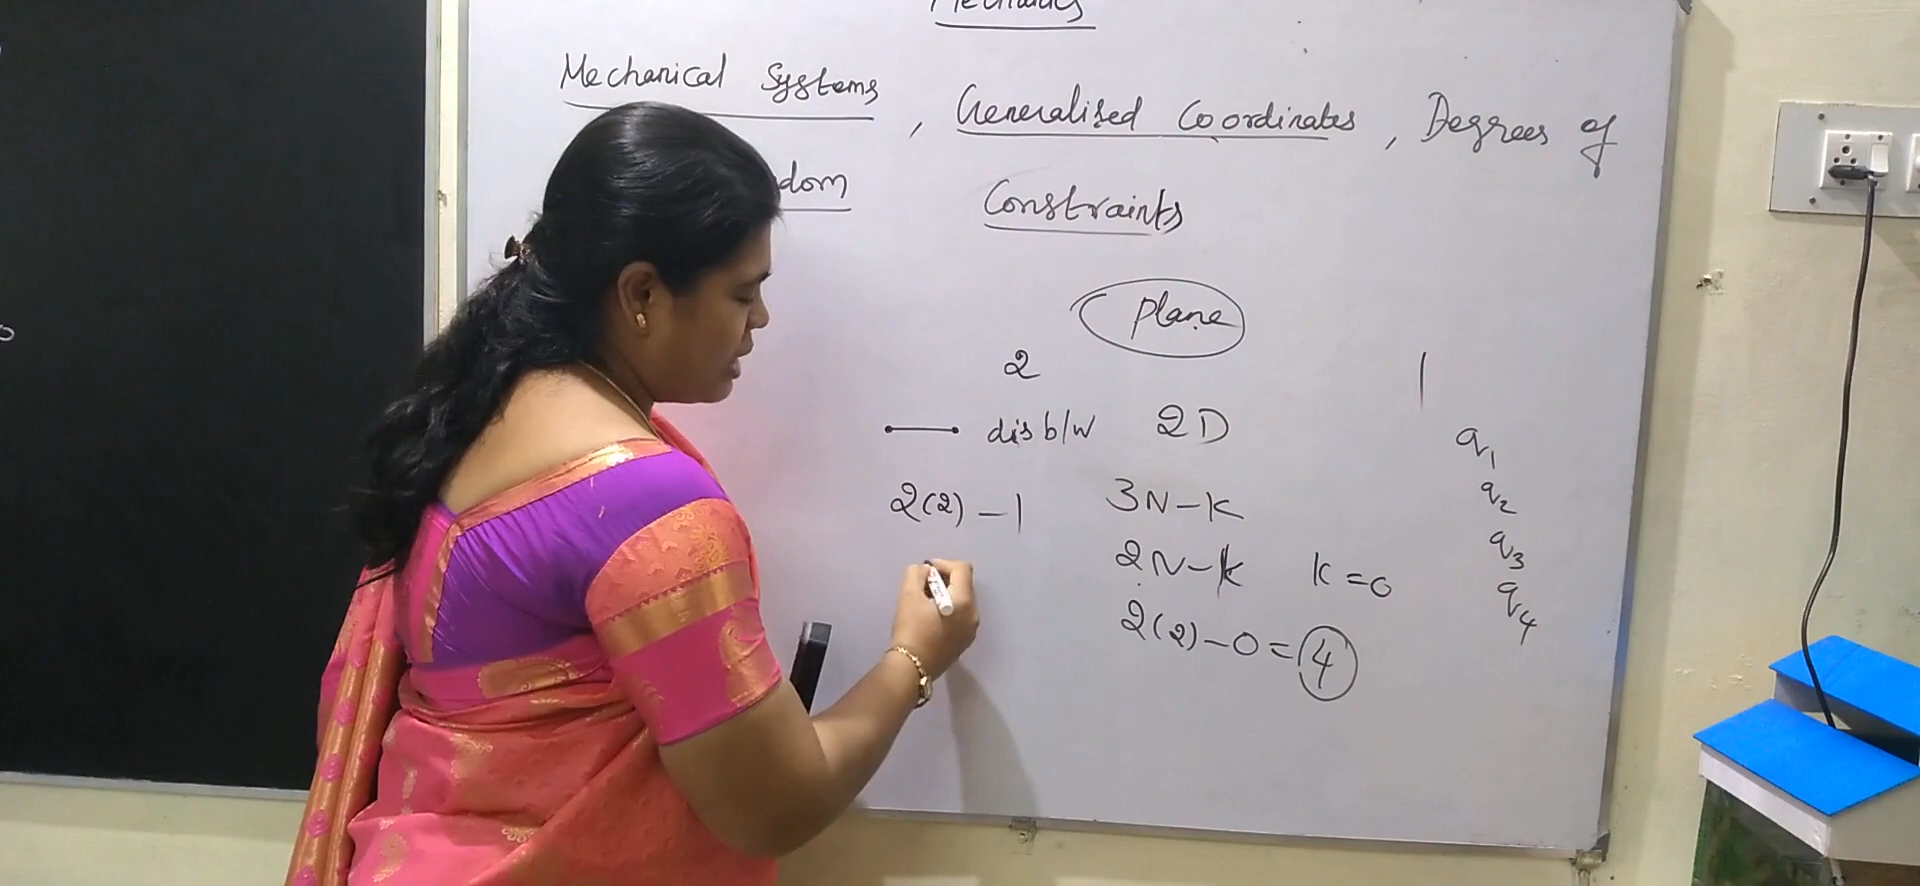 Mechanics
Mechanical Systems, Generalised Coordinates, Degrees of
dom Constraints
Plane
2
dis b/w 2D
q1
2(2) - 1 3N-K
q2
2N-K K=0
q3
2(2)-0=4
q4